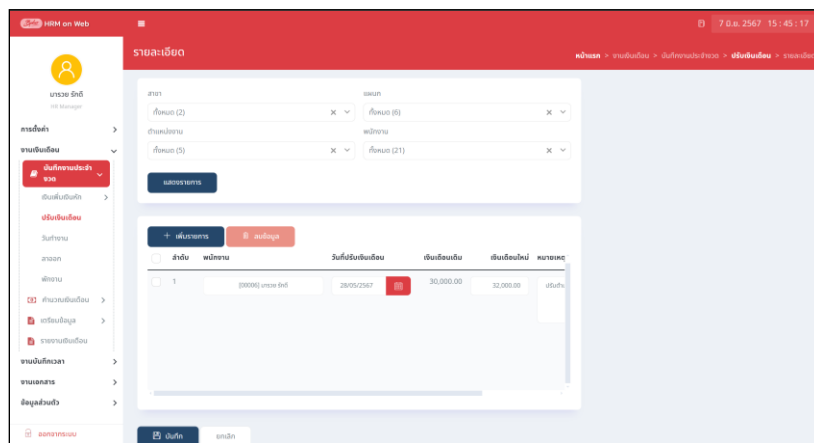 HRM on Web
7 มิ.ย. 2567 15 : 45 : 17
รายละเอียด
หน้าแรก > งานเงินเดือน > บันทึกงานประจำงวด > ปรับเงินเดือน > รายละเอียด
มารวย รักดี
HR Manager
การตั้งค่า
งานเงินเดือน
บันทึกงานประจำ
งวด
เงินเพิ่มเงินหัก
ปรับเงินเดือน
วันทำงาน
ลาออก
พักงาน
คำนวณเงินเดือน
เตรียมข้อมูล
รายงานเงินเดือน
งานบันทึกเวลา
งานเอกสาร
ข้อมูลส่วนตัว
ออกจากระบบ
สาขา แผนก
ทั้งหมด (2) ทั้งหมด (6)
ตำแหน่งงาน พนักงาน
ทั้งหมด (5) ทั้งหมด (21)
แสดงรายการ
เพิ่มรายการ ลบข้อมูล
ลำดับ พนักงาน วันที่ปรับเงินเดือน เงินเดือนเดิม เงินเดือนใหม่ หมายเหตุ
1 [00006] มารวย รักดี 28/05/2567 30,000.00 32,000.00
บันทึก ยกเลิก